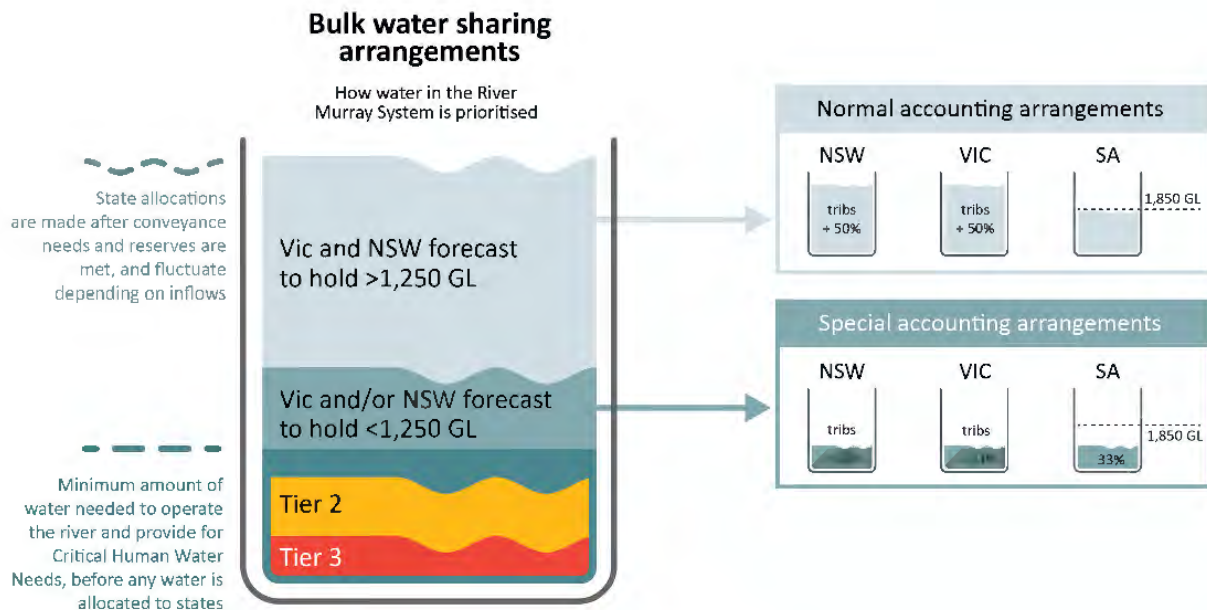 Bulk water sharing
arrangements
How water in the River
Murray System is prioritised
State allocations
are made after conveyance
needs and reserves are
met, and fluctuate
depending on inflows
Minimum amount of
water needed to operate
the river and provide for
Critical Human Water
Needs, before any water is
allocated to states
Vic and NSW forecast
to hold >1,250 GL
Vic and/or NSW forecast
to hold <1,250 GL
Tier 2
Tier 3
Normal accounting arrangements
NSW
VIC
SA
tribs
+ 50%
tribs
+ 50%
1,850 GL
Special accounting arrangements
NSW
VIC
SA
tribs
tribs
1,850 GL
33%